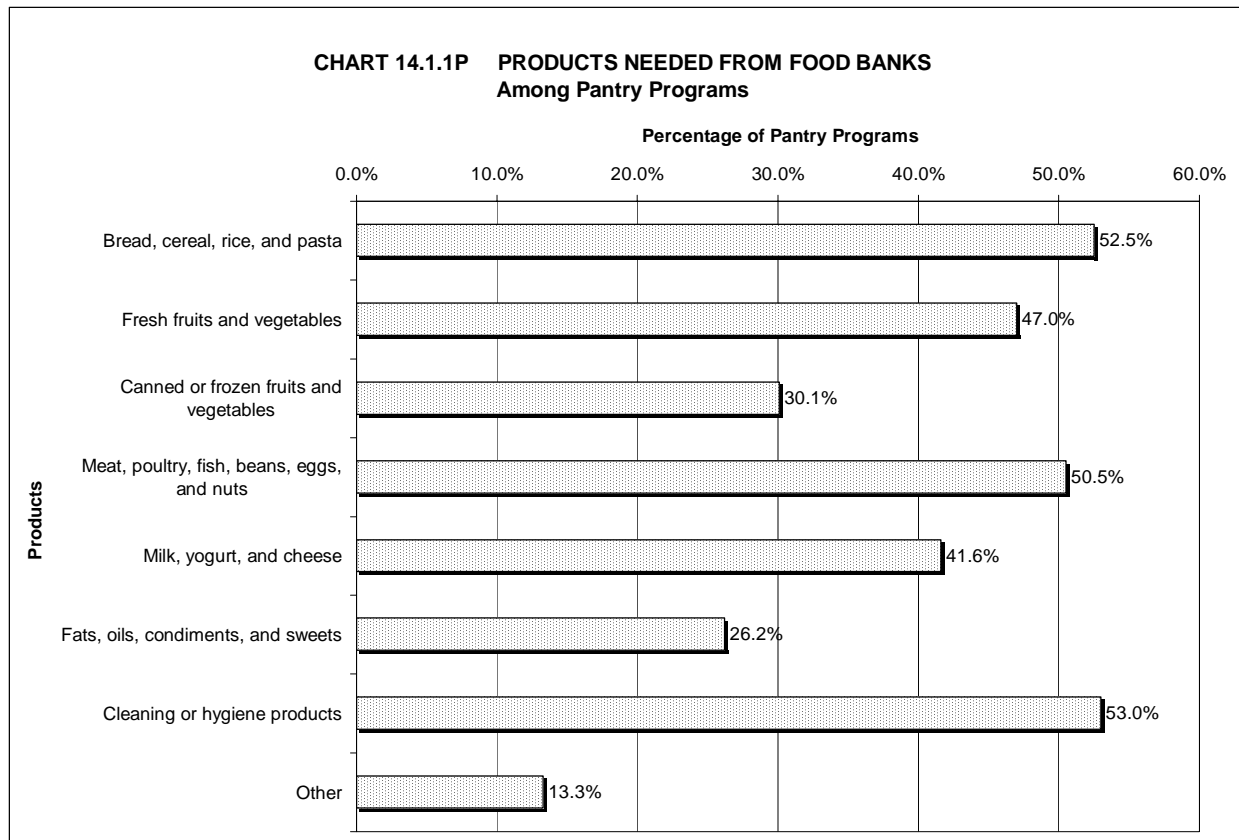 CHART 14.1.1P PRODUCTS NEEDED FROM FOOD BANKS
Among Pantry Programs
Percentage of Pantry Programs
0.0% 10.0% 20.0% 30.0% 40.0% 50.0% 60.0%
Products
Bread, cereal, rice, and pasta 52.5%
Fresh fruits and vegetables 47.0%
Canned or frozen fruits and
vegetables 30.1%
Meat, poultry, fish, beans, eggs,
and nuts 50.5%
Milk, yogurt, and cheese 41.6%
Fats, oils, condiments, and sweets 26.2%
Cleaning or hygiene products 53.0%
Other 13.3%